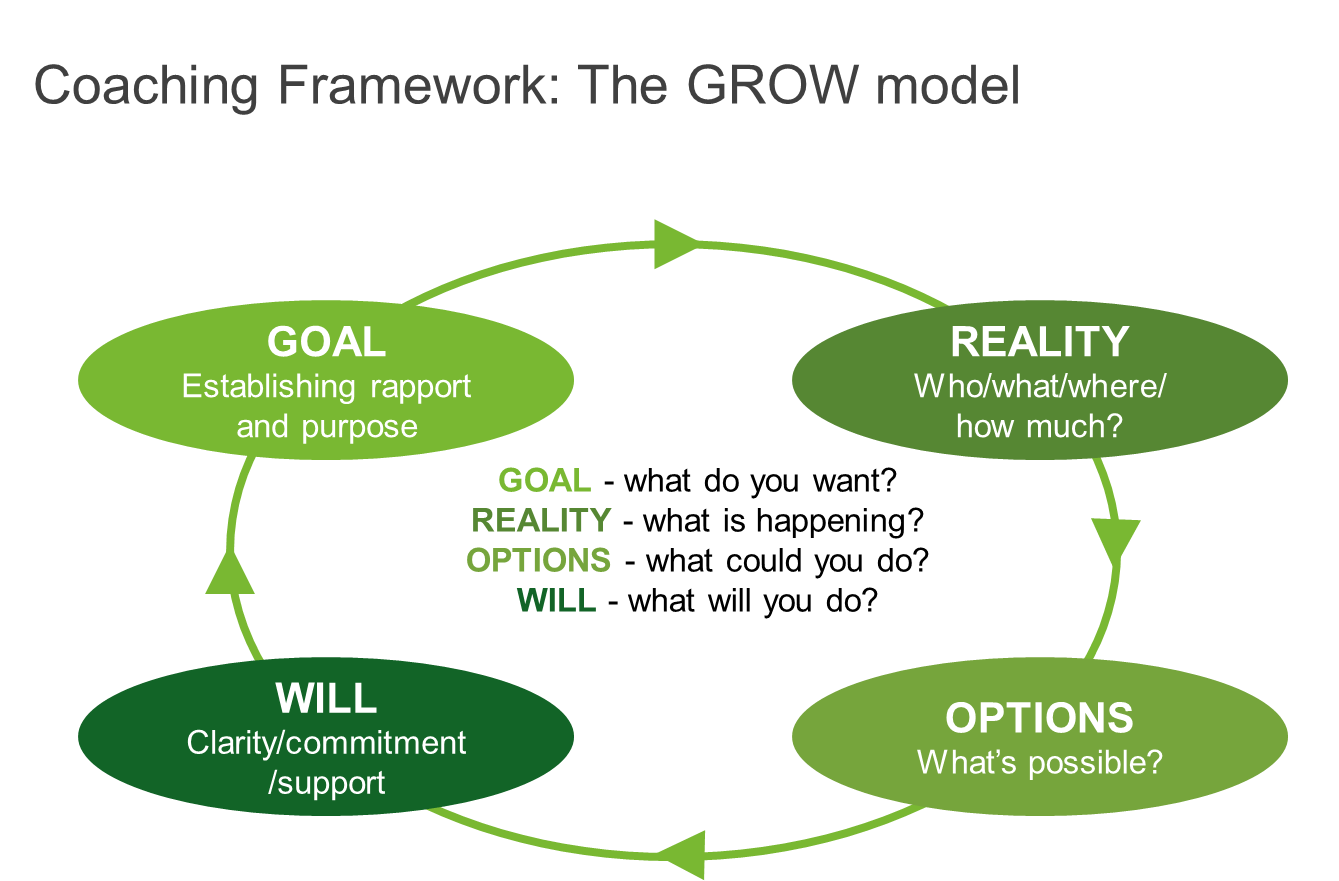 Coaching Framework: The GROW model
GOAL
Establishing rapport
and purpose
REALITY
Who/what/where/
how much?
GOAL - what do you want?
REALITY - what is happening?
OPTIONS - what could you do?
WILL - what will you do?
WILL
Clarity/commitment
/support
OPTIONS
What’s possible?